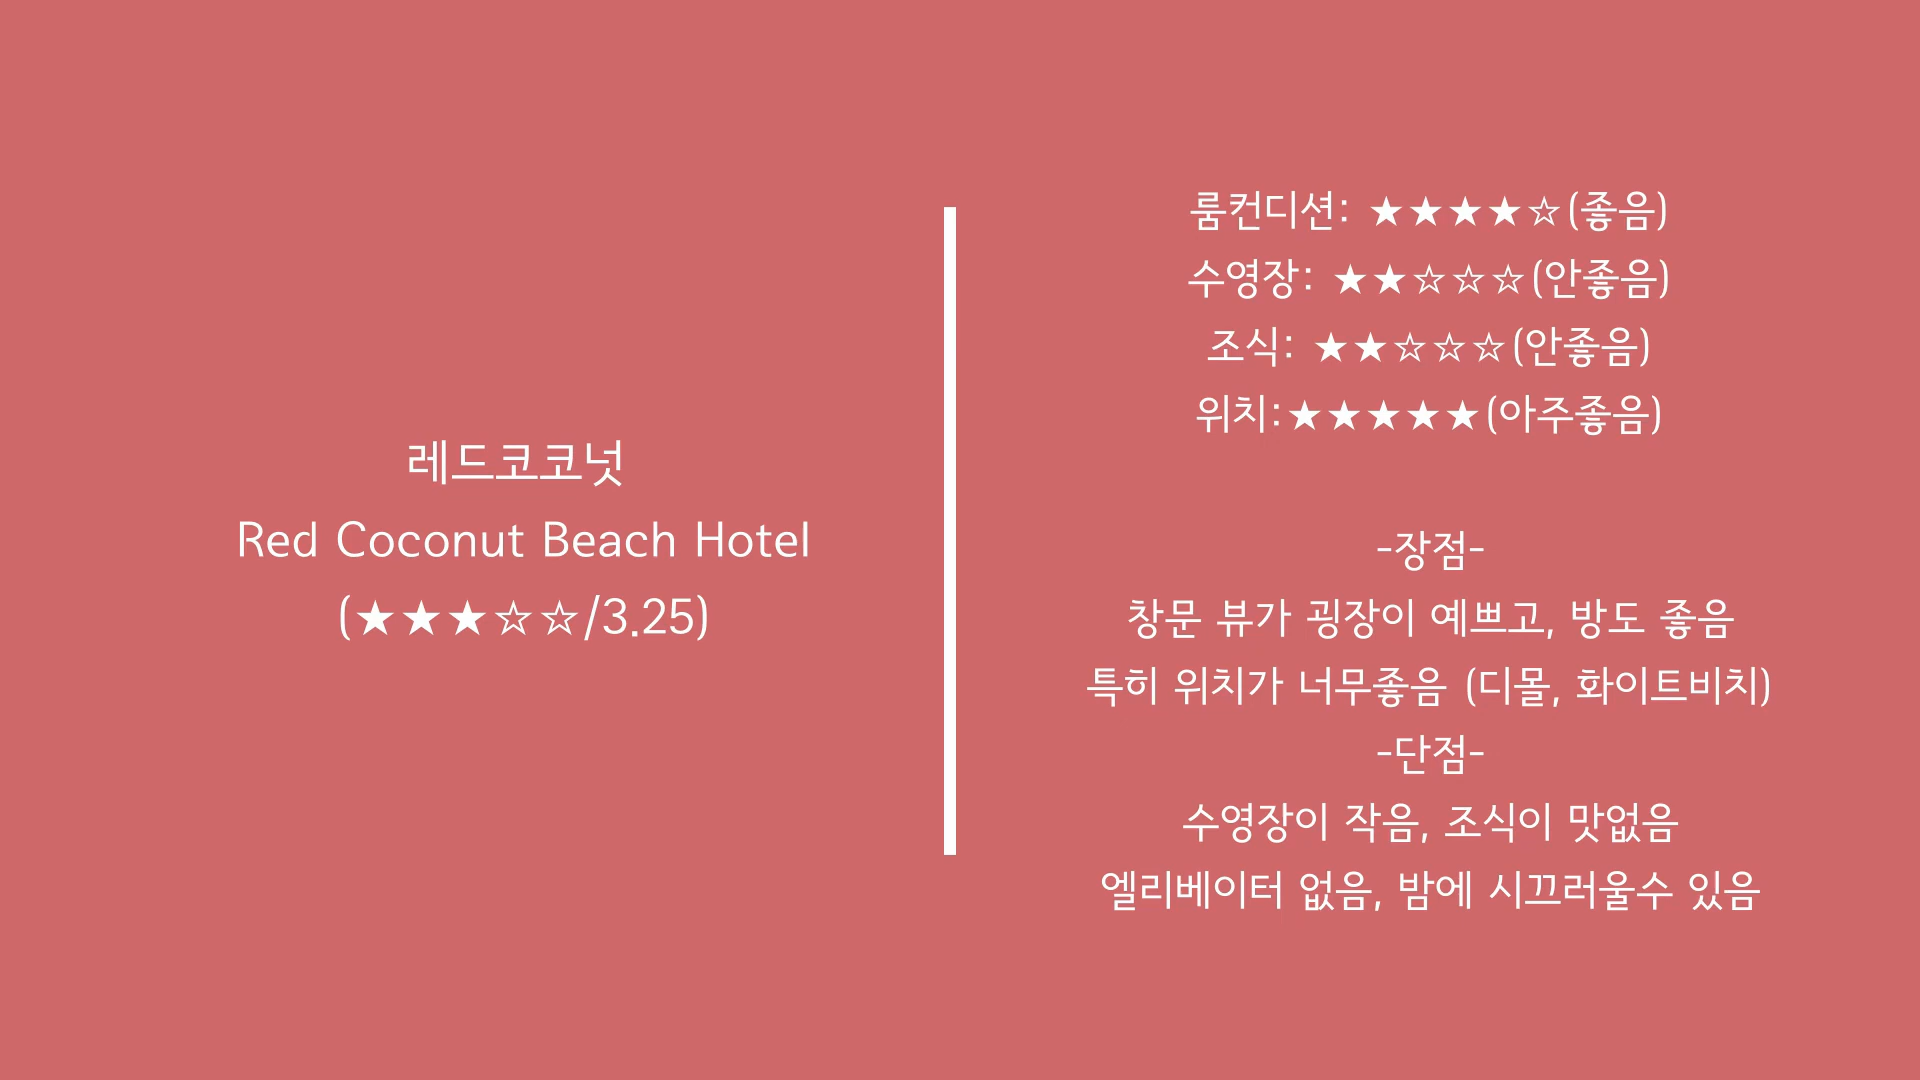 레드코코넛
Red Coconut Beach Hotel
(★★★☆☆/3.25)
룸컨디션: ★★★★☆(좋음)
수영장: ★★☆☆☆(안좋음)
조식: ★★☆☆☆(안좋음)
위치:★★★★★(아주좋음)
-장점-
창문 뷰가 굉장이 예쁘고, 방도 좋음
특히 위치가 너무좋음 (디몰, 화이트비치)
-단점-
수영장이 작음, 조식이 맛없음
엘리베이터 없음, 밤에 시끄러울수 있음